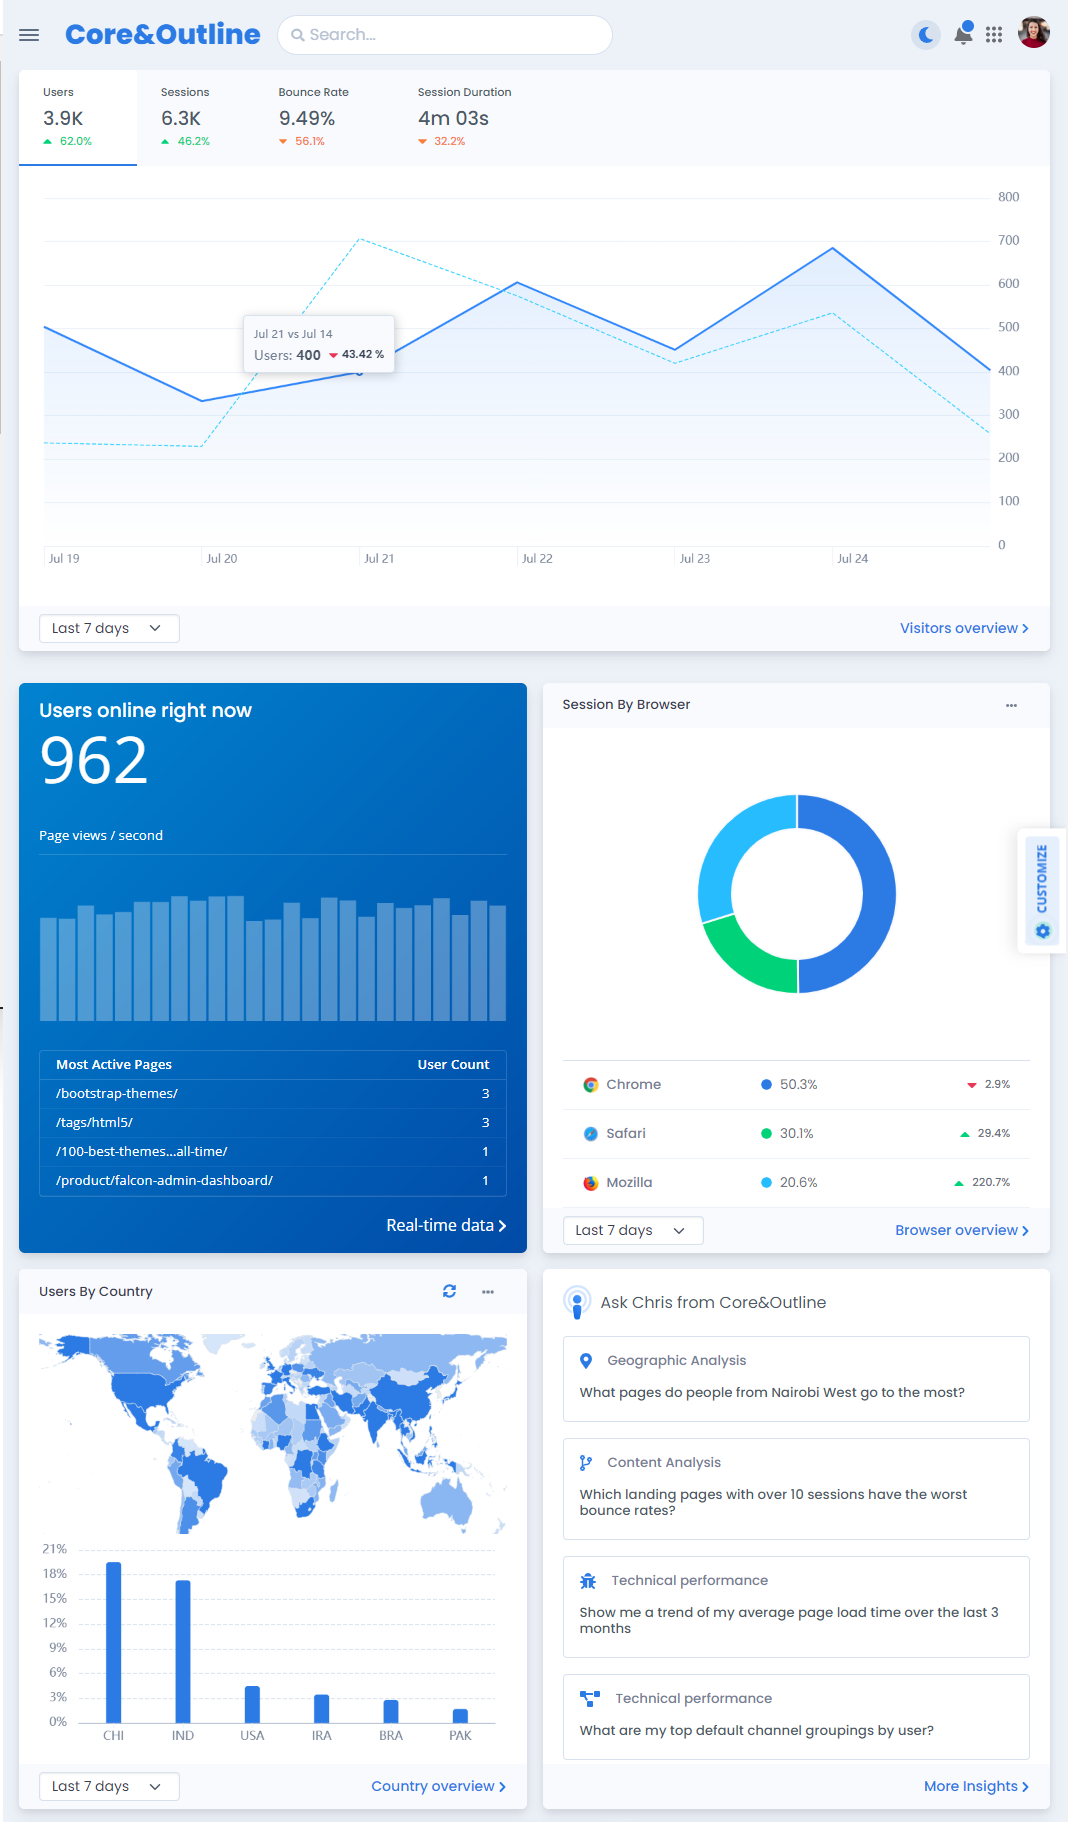 Core&Outline
Search...
Users
3.9K
62.0%
Sessions
6.3K
46.2%
Bounce Rate
9.49%
56.1%
Session Duration
4m 03s
32.2%
800
700
600
500
400
300
200
100
0
Jul 21 vs Jul 14
Users: 400 43.42 %
Jul 19
Jul 20
Jul 21
Jul 22
Jul 23
Jul 24
Last 7 days
Visitors overview
Users online right now
962
Page views / second
Most Active Pages User Count
/bootstrap-themes/ 3
/tags/html5/ 3
/100-best-themes...all-time/ 1
/product/falcon-admin-dashboard/ 1
Real-time data
Session By Browser
Chrome 50.3% 2.9%
Safari 30.1% 29.4%
Mozilla 20.6% 220.7%
Last 7 days
Browser overview
CUSTOMIZE
Users By Country
21%
18%
15%
12%
9%
6%
3%
0%
CHI
IND
USA
IRA
BRA
PAK
Last 7 days
Country overview
Ask Chris from Core&Outline
Geographic Analysis
What pages do people from Nairobi West go to the most?
Content Analysis
Which landing pages with over 10 sessions have the worst
bounce rates?
Technical performance
Show me a trend of my average page load time over the last 3
months
Technical performance
What are my top default channel groupings by user?
More Insights